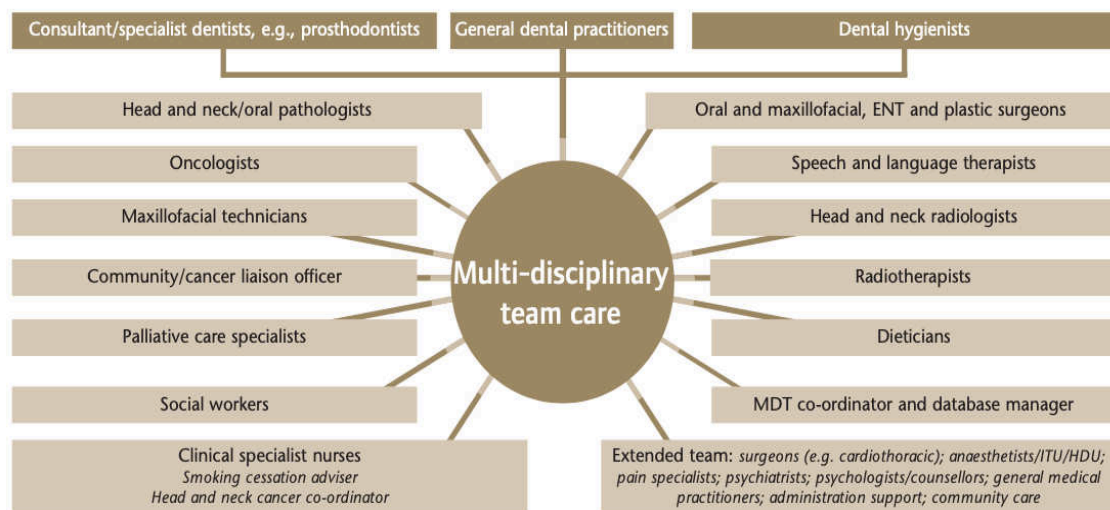 Consultant/specialist dentists, e.g., prosthodontists
General dental practitioners
Dental hygienists
Head and neck/oral pathologists
Oral and maxillofacial, ENT and plastic surgeons
Oncologists
Speech and language therapists
Maxillofacial technicians
Head and neck radiologists
Multi-disciplinary
team care
Community/cancer liaison officer
Radiotherapists
Palliative care specialists
Dieticians
Social workers
MDT co-ordinator and database manager
Clinical specialist nurses
Smoking cessation adviser
Head and neck cancer co-ordinator
Extended team: surgeons (e.g. cardiothoracic); anaesthetists/ITU/HDU;
pain specialists; psychiatrists; psychologists/counsellors; general medical
practitioners; administration support; community care